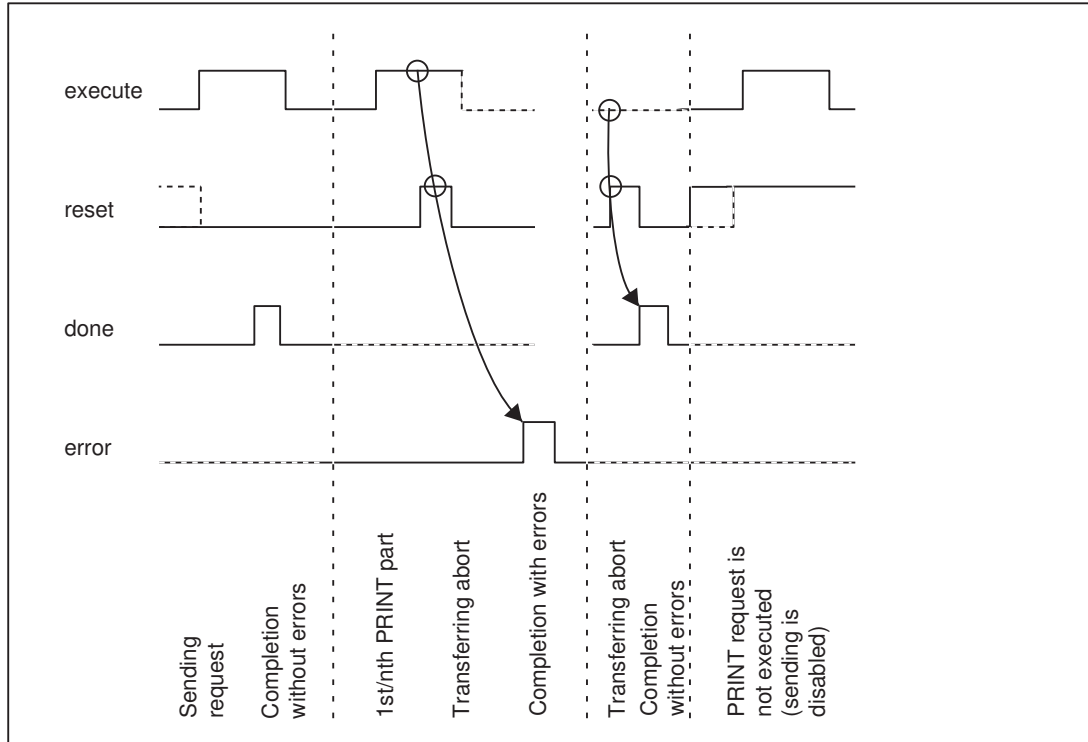 execute
reset
done
error
Sending
request
Completion
without errors
1st/nth PRINT part
Transferring abort
Completion with errors
Transferring abort
Completion
without errors
PRINT request is
not executed
(sending is
disabled)